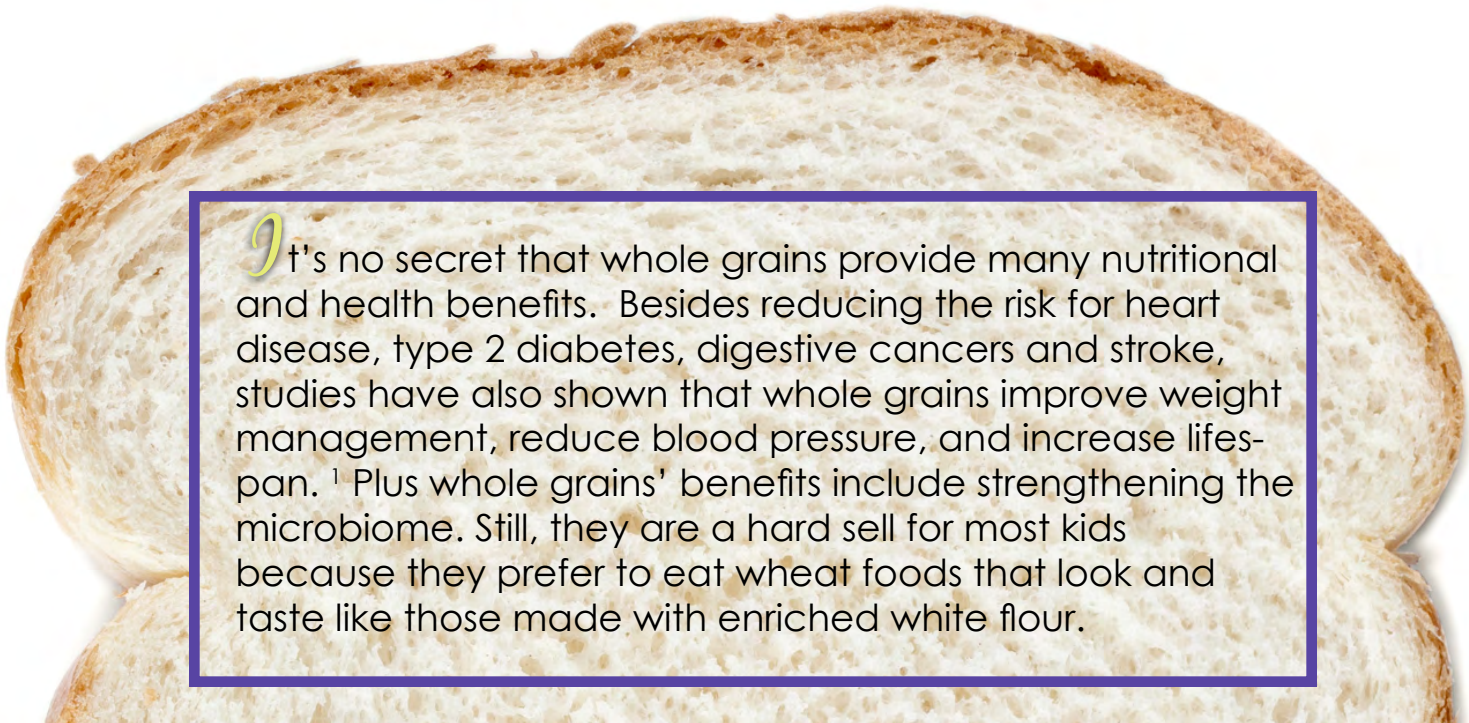 It’s no secret that whole grains provide many nutritional
and health benefits.  Besides reducing the risk for heart
disease, type 2 diabetes, digestive cancers and stroke,
studies have also shown that whole grains improve weight
management, reduce blood pressure, and increase lifes-
pan. ¹ Plus whole grains’ benefits include strengthening the
microbiome. Still, they are a hard sell for most kids
because they prefer to eat wheat foods that look and
taste like those made with enriched white flour.